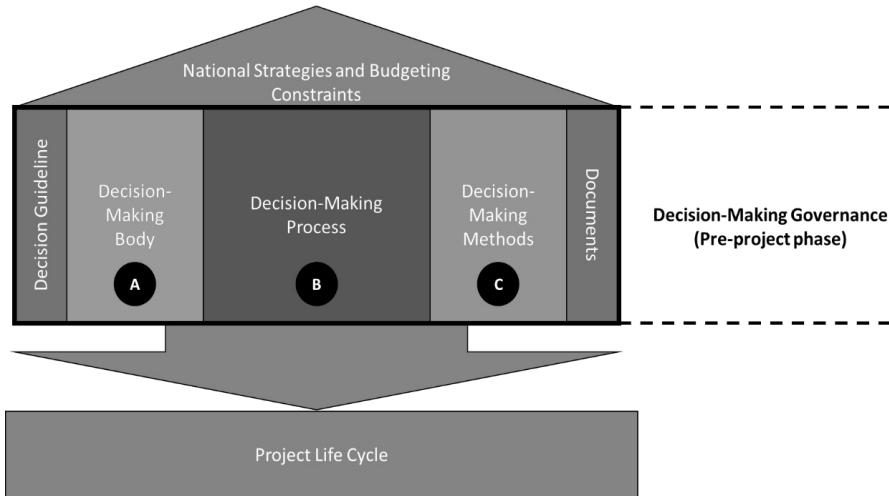 National Strategies and Budgeting
Constraints
Decision Guideline
Decision-
Making
Body
A
Decision-Making
Process
B
Decision-
Making
Methods
C
Documents
Decision-Making Governance
(Pre-project phase)
Project Life Cycle